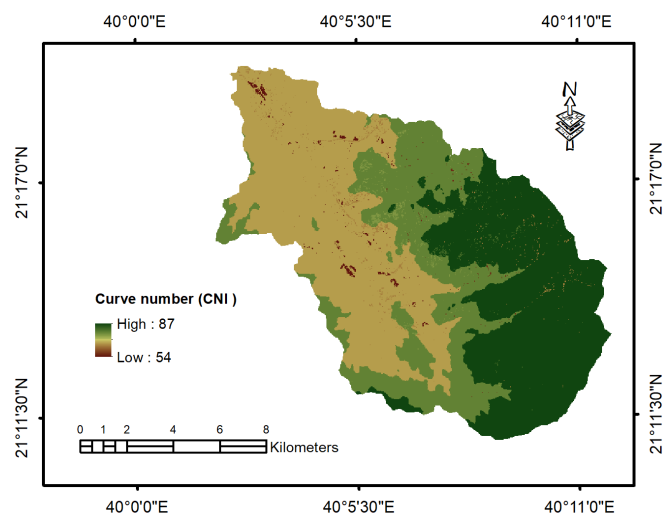 40°0'0"E 40°5'30"E 40°11'0"E
N
21°17'0"N 21°17'0"N
Curve number (CNI )
High : 87
Low : 54
21°11'30"N 21°11'30"N
0 1 2 4 6 8
Kilometers
40°0'0"E 40°5'30"E 40°11'0"E